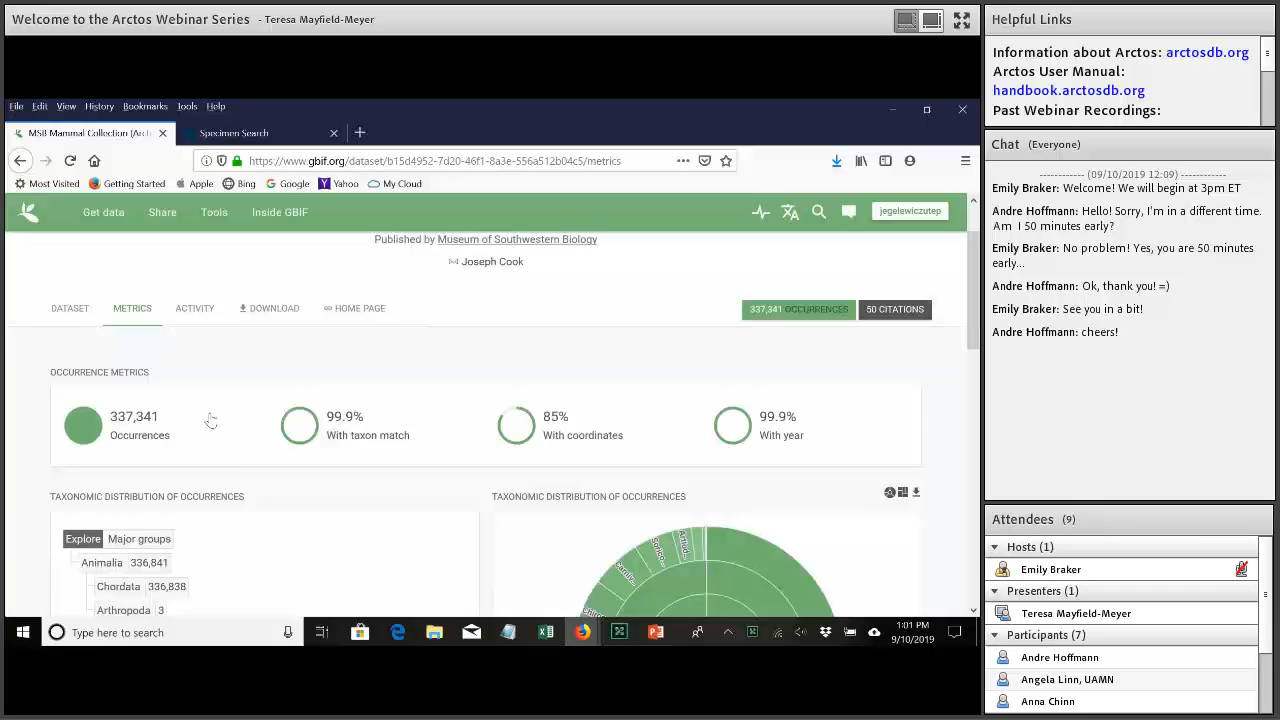 Welcome to the Arctos Webinar Series - Teresa Mayfield-Meyer
File Edit View History Bookmarks Tools Help
MSB Mammal Collection (Arct
Specimen Search
https://www.gbif.org/dataset/b15d4952-7d20-46f1-8a3e-556a512b04c5/metrics
Most Visited Getting Started Apple Bing Google Yahoo My Cloud
Get data Share Tools Inside GBIF jegelewiczutep
Published by Museum of Southwestern Biology
Joseph Cook
DATASET METRICS ACTIVITY DOWNLOAD HOME PAGE 337,341 OCCURRENCES 50 CITATIONS
OCCURRENCE METRICS
337,341 Occurrences
99.9% With taxon match
85% With coordinates
99.9% With year
TAXONOMIC DISTRIBUTION OF OCCURRENCES
Explore Major groups
Animalia 336,841
Chordata 336,838
Arthropoda 3
TAXONOMIC DISTRIBUTION OF OCCURRENCES
Type here to search
1:01 PM
9/10/2019
Helpful Links
Information about Arctos: arctosdb.org
Arctos User Manual:
handbook.arctosdb.org
Past Webinar Recordings:
Chat (Everyone)
------------ (09/10/2019 12:09) ------------
Emily Braker: Welcome! We will begin at 3pm ET
Andre Hoffmann: Hello! Sorry, I'm in a different time.
Am I 50 minutes early?
Emily Braker: No problem! Yes, you are 50 minutes
early...
Andre Hoffmann: Ok, thank you! =)
Emily Braker: See you in a bit!
Andre Hoffmann: cheers!
Attendees (9)
Hosts (1)
Emily Braker
Presenters (1)
Teresa Mayfield-Meyer
Participants (7)
Andre Hoffmann
Angela Linn, UAMN
Anna Chinn